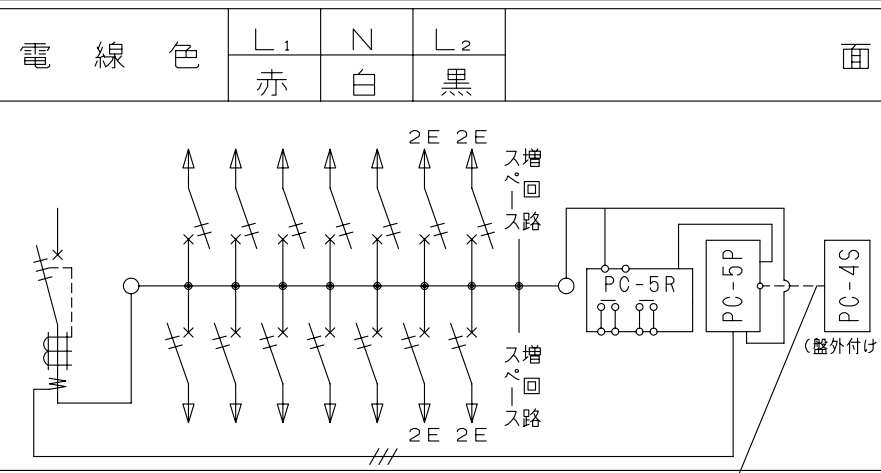 電線色
L₁ N L₂
赤 白 黒
面
2E 2E
増回路
スペース
PC-5R
PC-5P
PC-4S
(盤外付け
増回路
スペース
2E 2E